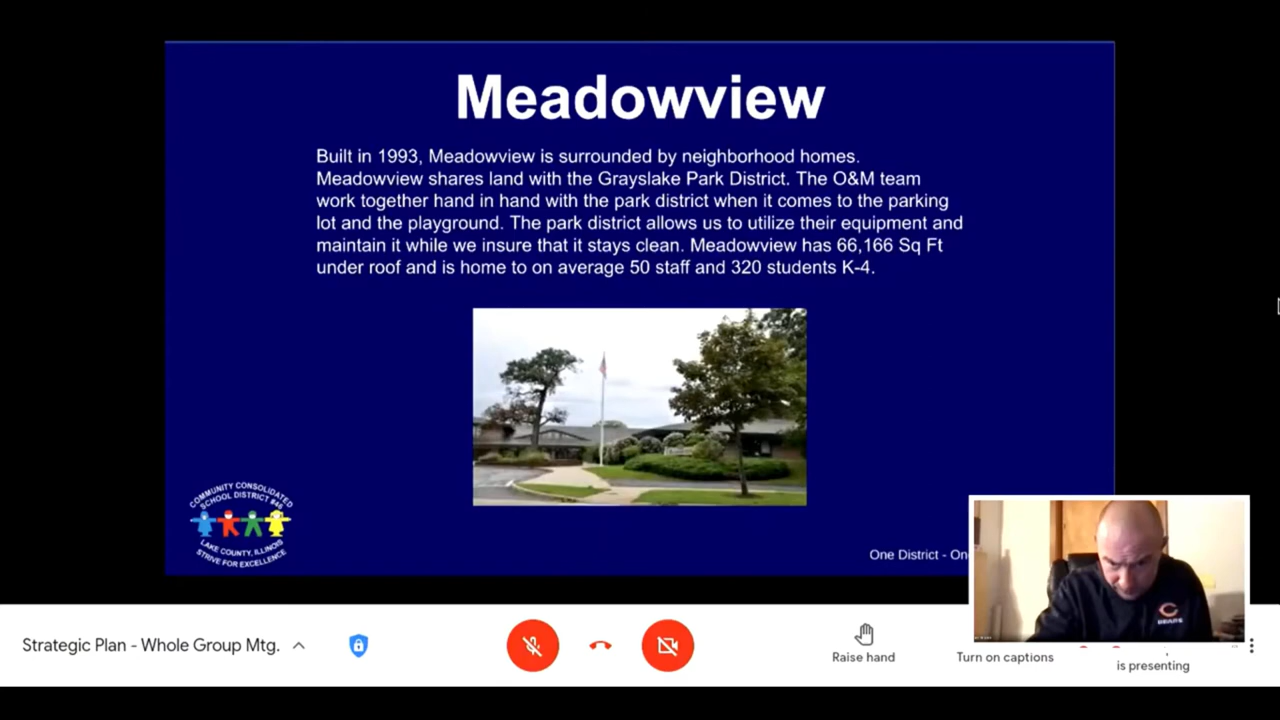 Meadowview
Built in 1993, Meadowview is surrounded by neighborhood homes.
Meadowview shares land with the Grayslake Park District. The O&M team
work together hand in hand with the park district when it comes to the parking
lot and the playground. The park district allows us to utilize their equipment and
maintain it while we insure that it stays clean. Meadowview has 66,166 Sq Ft
under roof and is home to on average 50 staff and 320 students K-4.
COMMUNITY CONSOLIDATED
SCHOOL DISTRICT #46
LAKE COUNTY, ILLINOIS
STRIVE FOR EXCELLENCE
One District - On
BEARS
Strategic Plan - Whole Group Mtg.
Raise hand
Turn on captions
is presenting